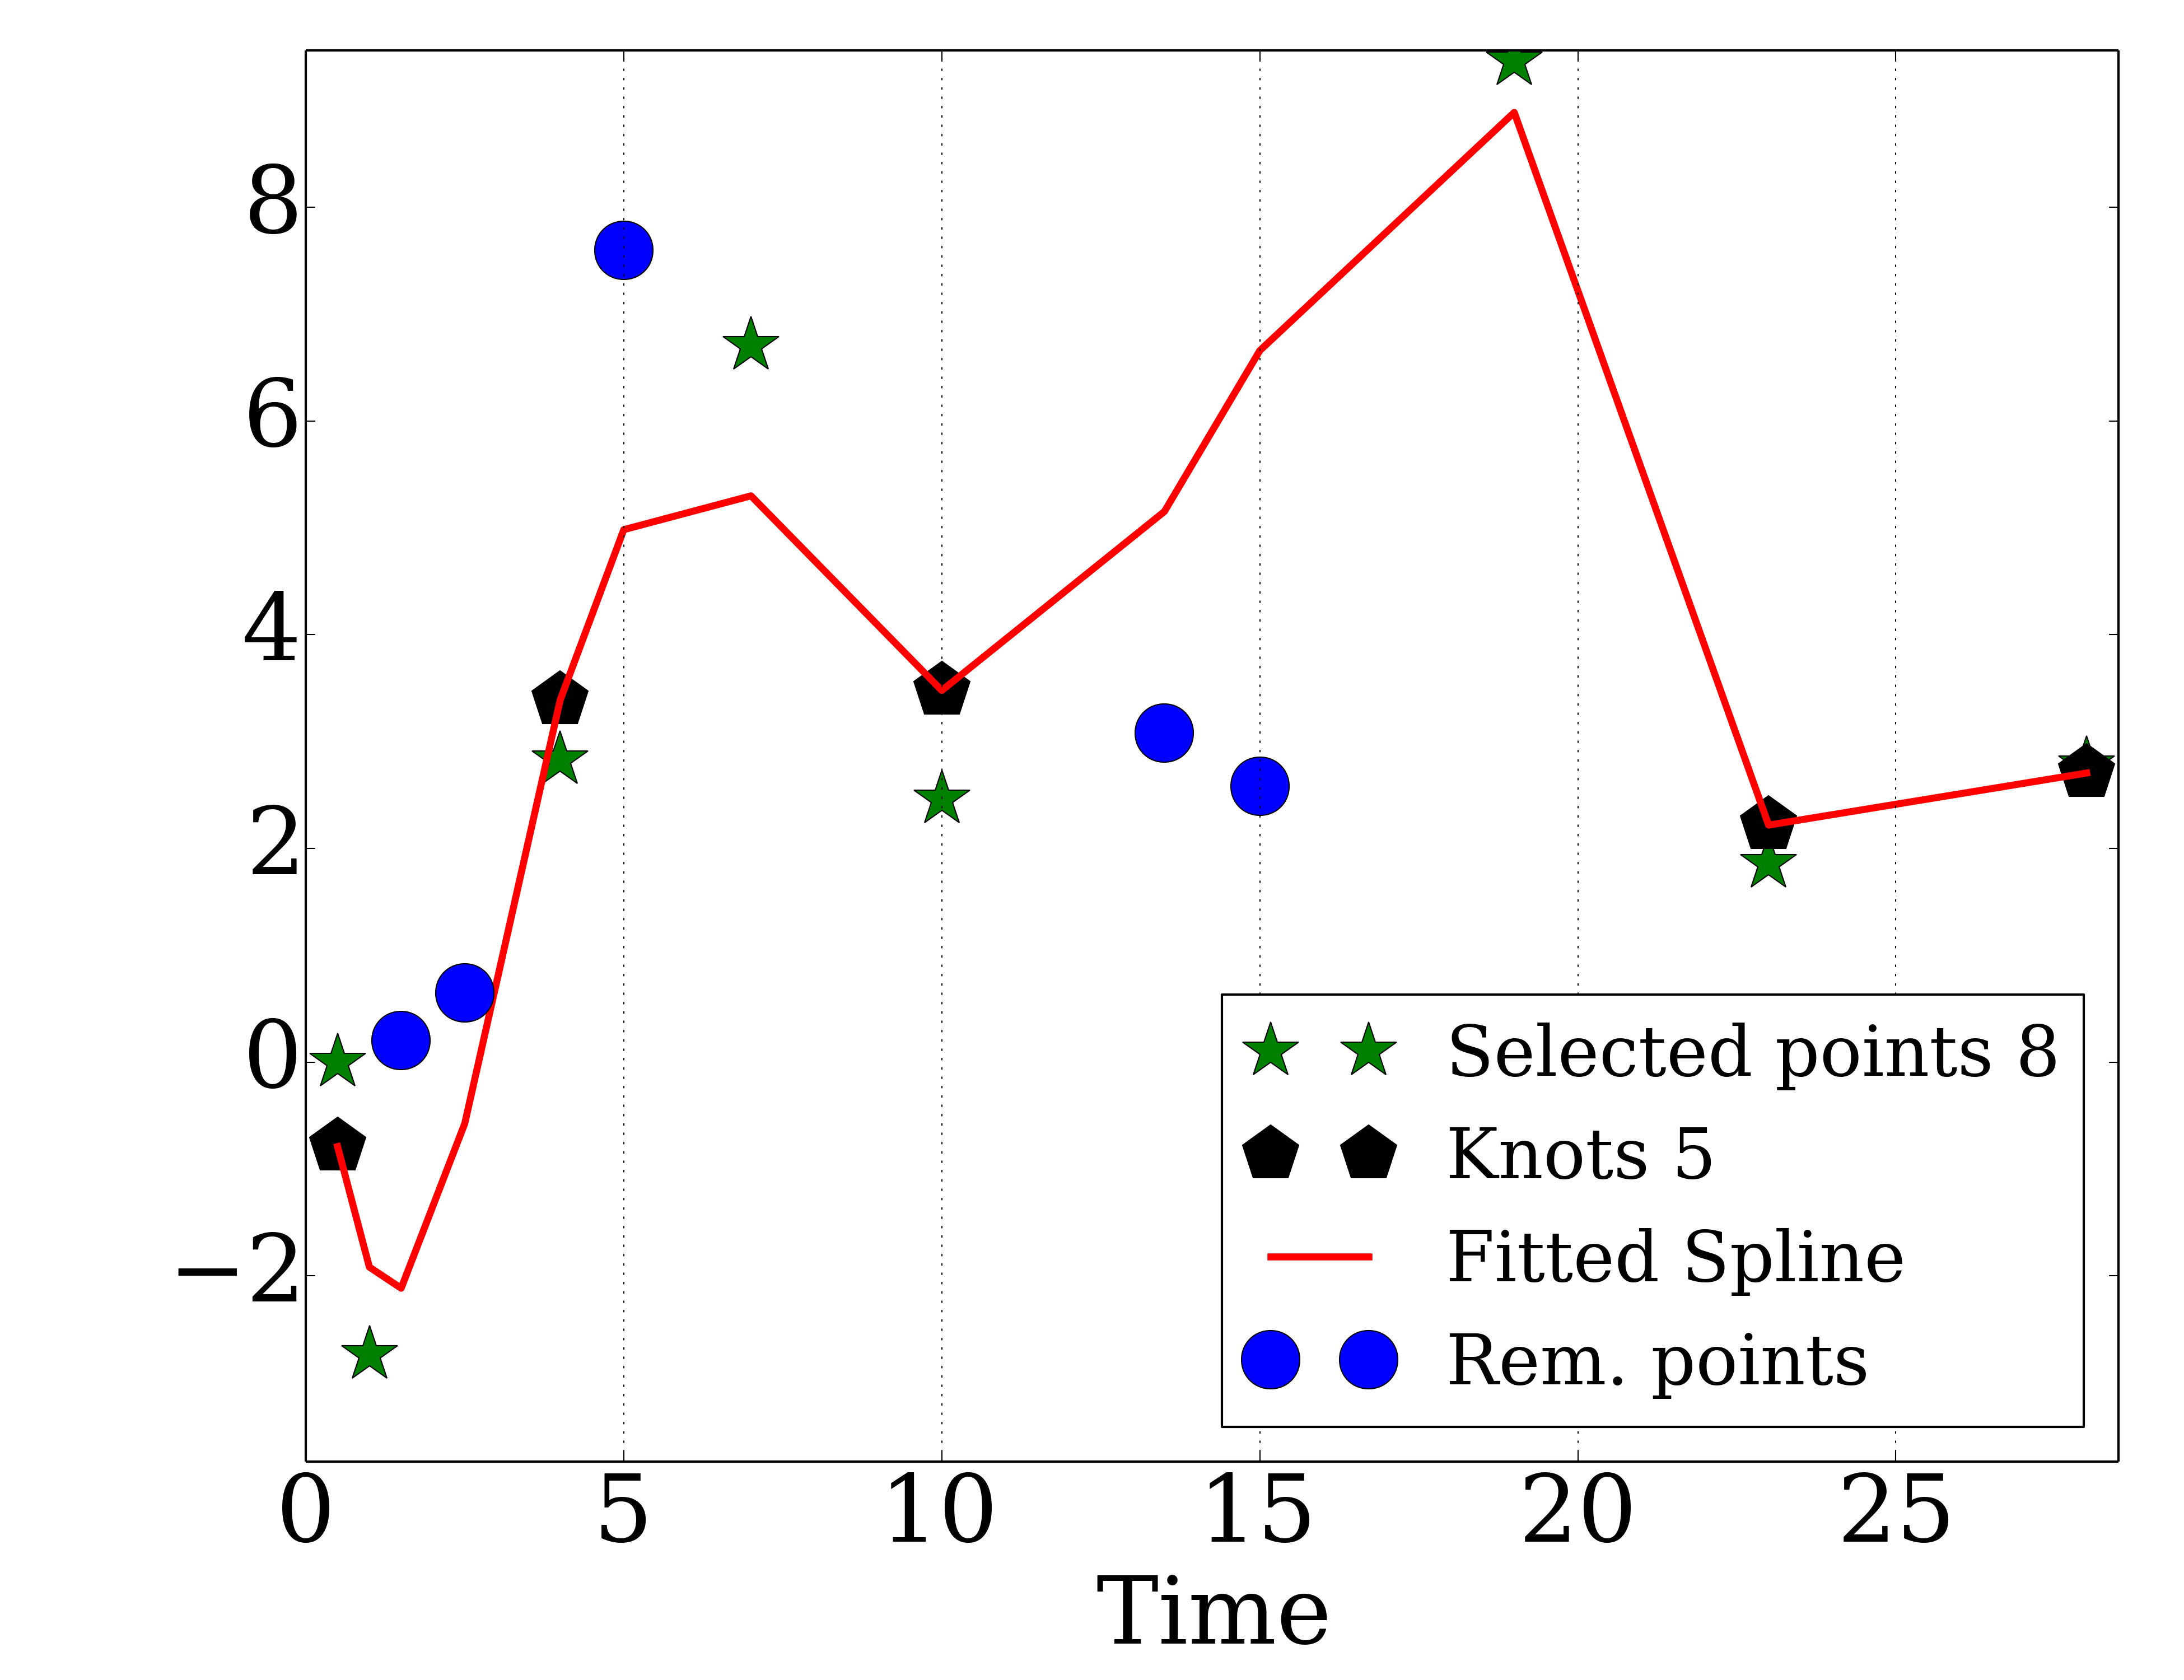 8
6
4
2
0
−2
0 5 10 15 20 25
Time
Selected points 8
Knots 5
Fitted Spline
Rem. points